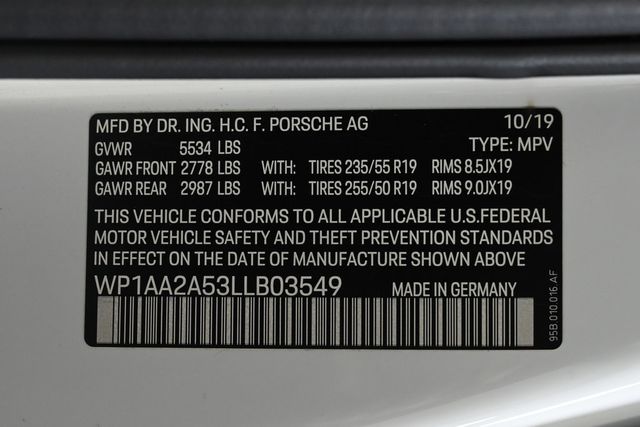 MFD BY DR. ING. H.C. F. PORSCHE AG 10/19
GVWR 5534 LBS TYPE: MPV
GAWR FRONT 2778 LBS WITH: TIRES 235/55 R19 RIMS 8.5JX19
GAWR REAR 2987 LBS WITH: TIRES 255/50 R19 RIMS 9.0JX19
THIS VEHICLE CONFORMS TO ALL APPLICABLE U.S.FEDERAL
MOTOR VEHICLE SAFETY AND THEFT PREVENTION STANDARDS
IN EFFECT ON THE DATE OF MANUFACTURE SHOWN ABOVE
WP1AA2A53LLB03549 MADE IN GERMANY
95B.010.016.AF